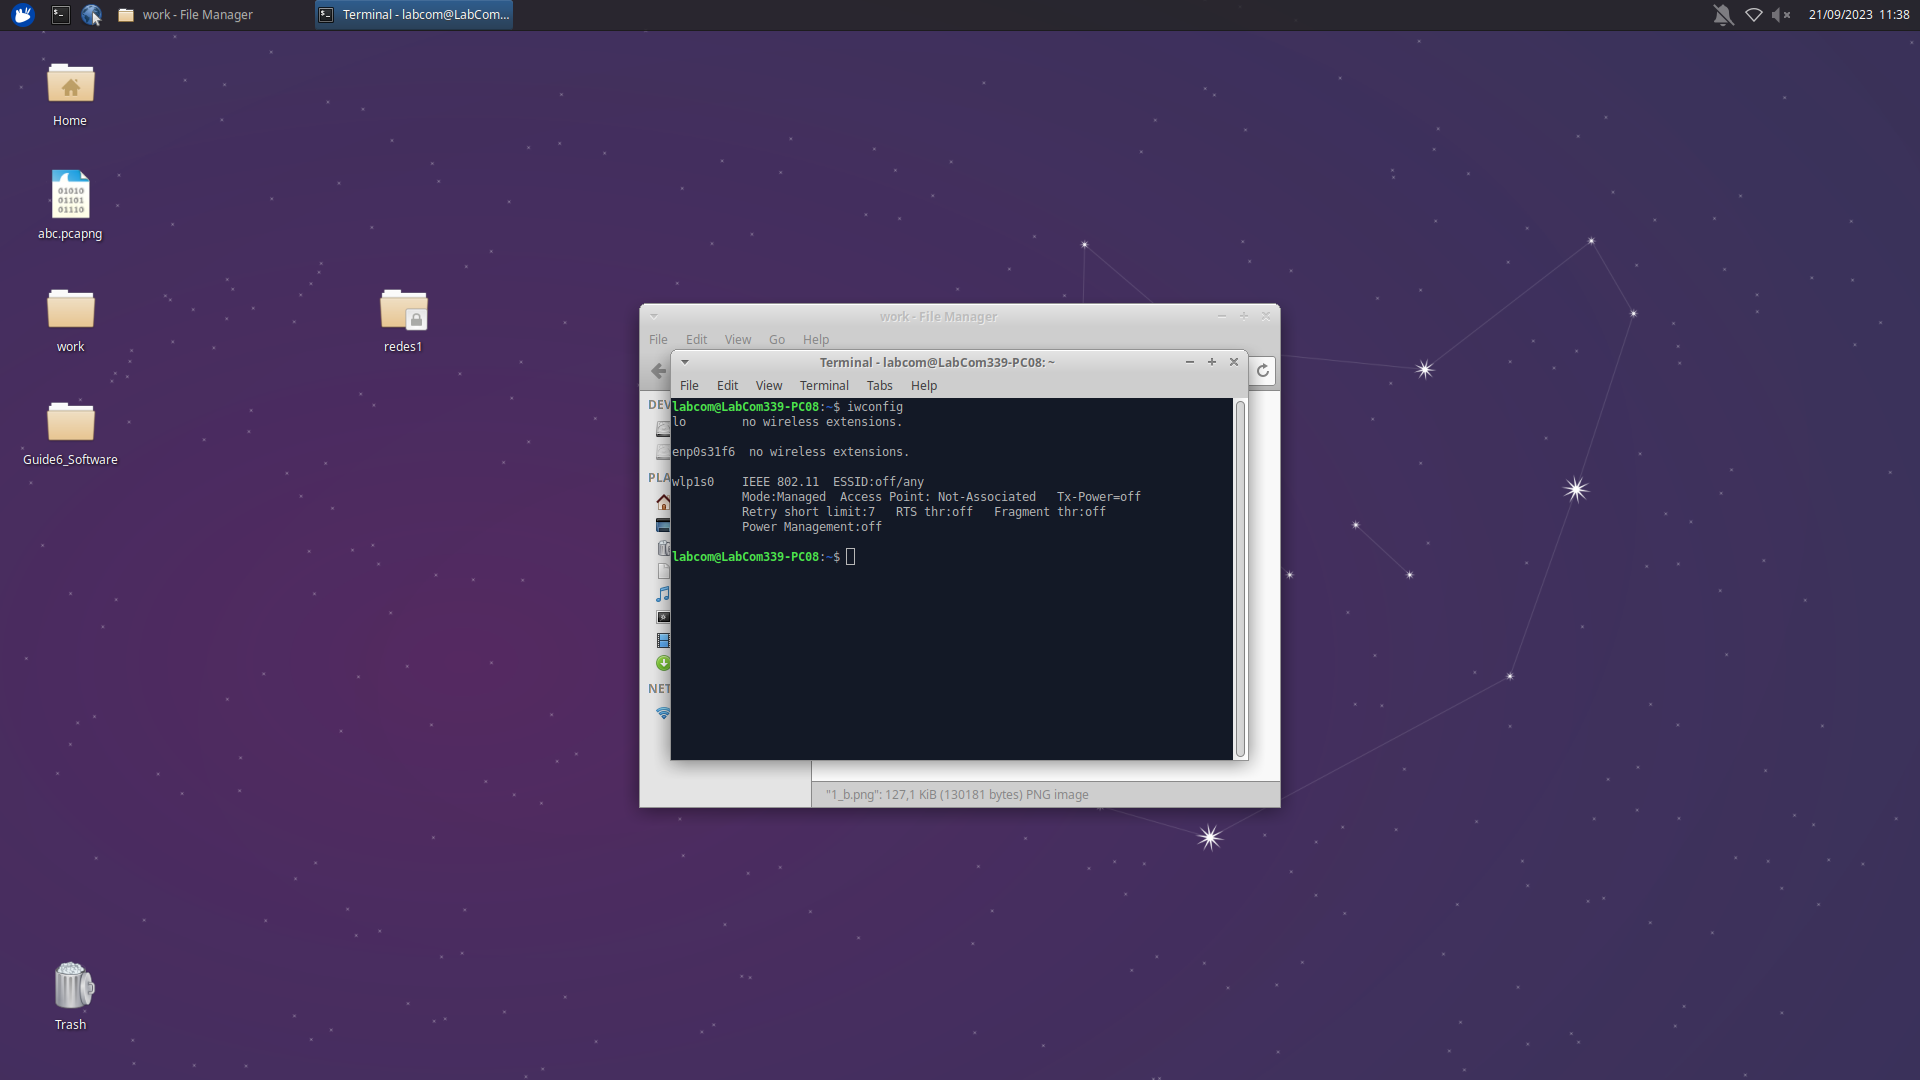 work - File Manager
Terminal - labcom@LabCom...
21/09/2023 11:38
Home
01010
01101
01110
abc.pcapng
work
redes1
Guide6_Software
Trash
work - File Manager
File Edit View Go Help
DEV
PLA
NET
"1_b.png": 127,1 KiB (130181 bytes) PNG image
Terminal - labcom@LabCom339-PC08: ~
File Edit View Terminal Tabs Help
labcom@LabCom339-PC08:~$ iwconfig
lo        no wireless extensions.
enp0s31f6  no wireless extensions.
wlp1s0    IEEE 802.11  ESSID:off/any
Mode:Managed  Access Point: Not-Associated   Tx-Power=off
Retry short limit:7   RTS thr:off   Fragment thr:off
Power Management:off
labcom@LabCom339-PC08:~$